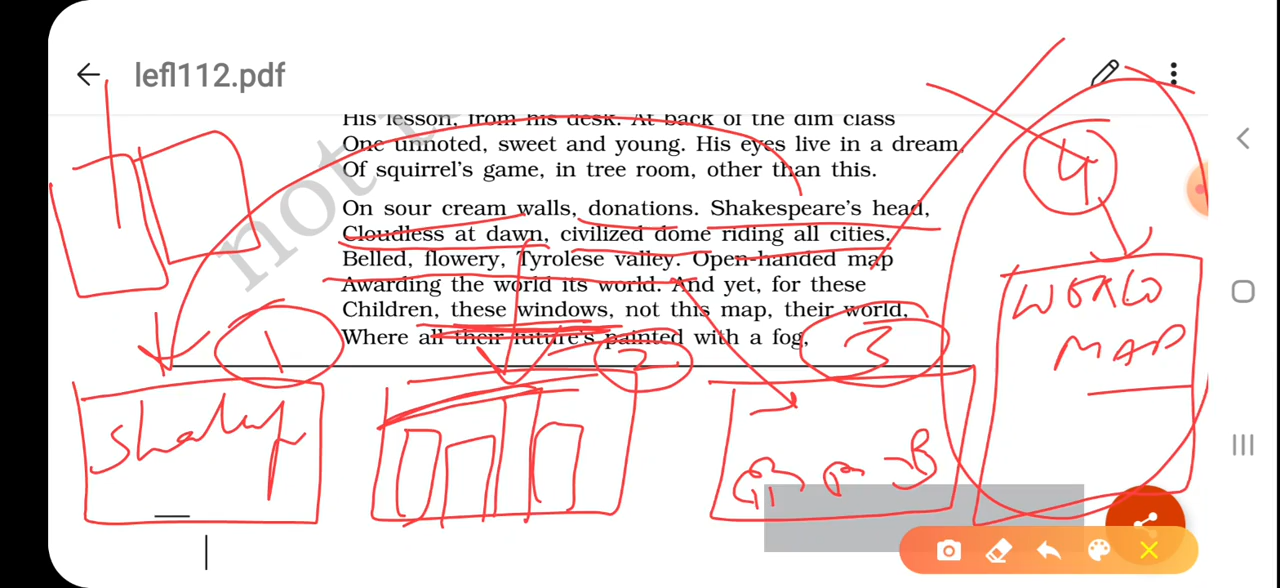 lefl112.pdf
His lesson, from his desk. At back of the dim class
One unnoted, sweet and young. His eyes live in a dream,
Of squirrel's game, in tree room, other than this.
On sour cream walls, donations. Shakespeare's head,
Cloudless at dawn, civilized dome riding all cities.
Belled, flowery, Tyrolese valley. Open-handed map
Awarding the world its world. And yet, for these
Children, these windows, not this map, their world,
Where all their future's painted with a fog,
not
1
2
3
4
WORLD
MAP